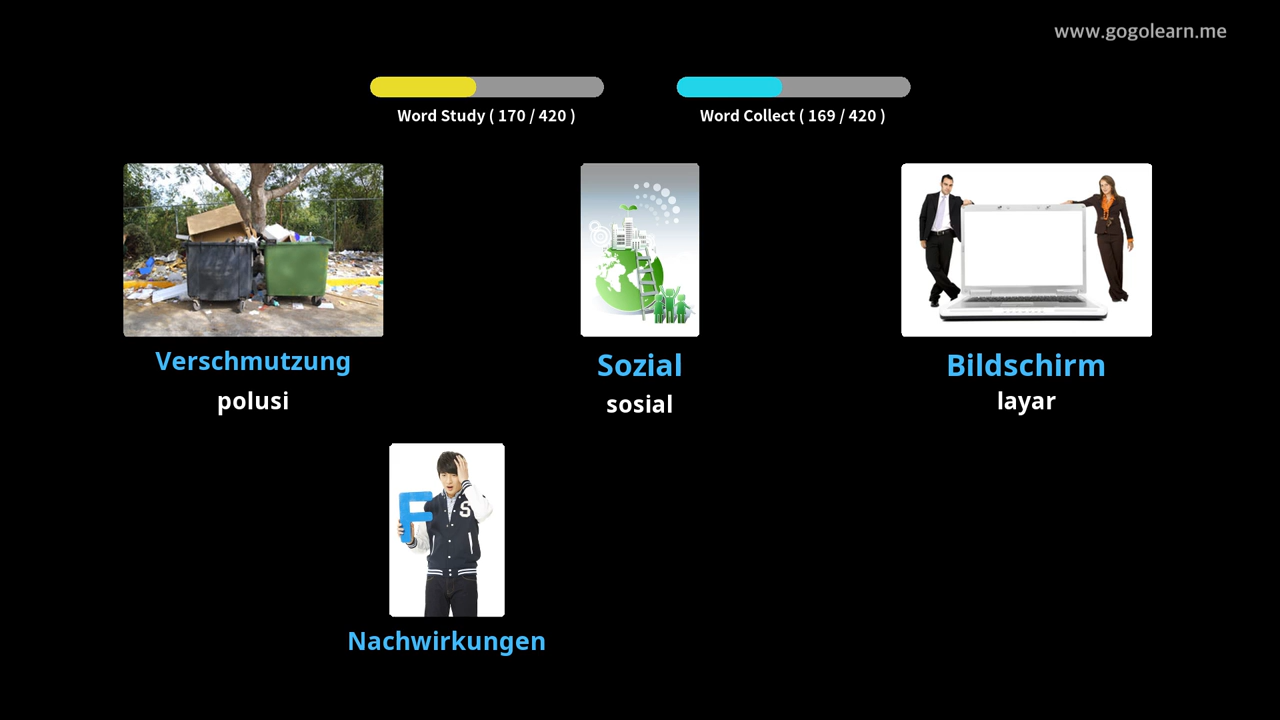 www.gogolearn.me
Word Study ( 170 / 420 )
Word Collect ( 169 / 420 )
Verschmutzung
polusi
Sozial
sosial
Bildschirm
layar
F
S
Nachwirkungen